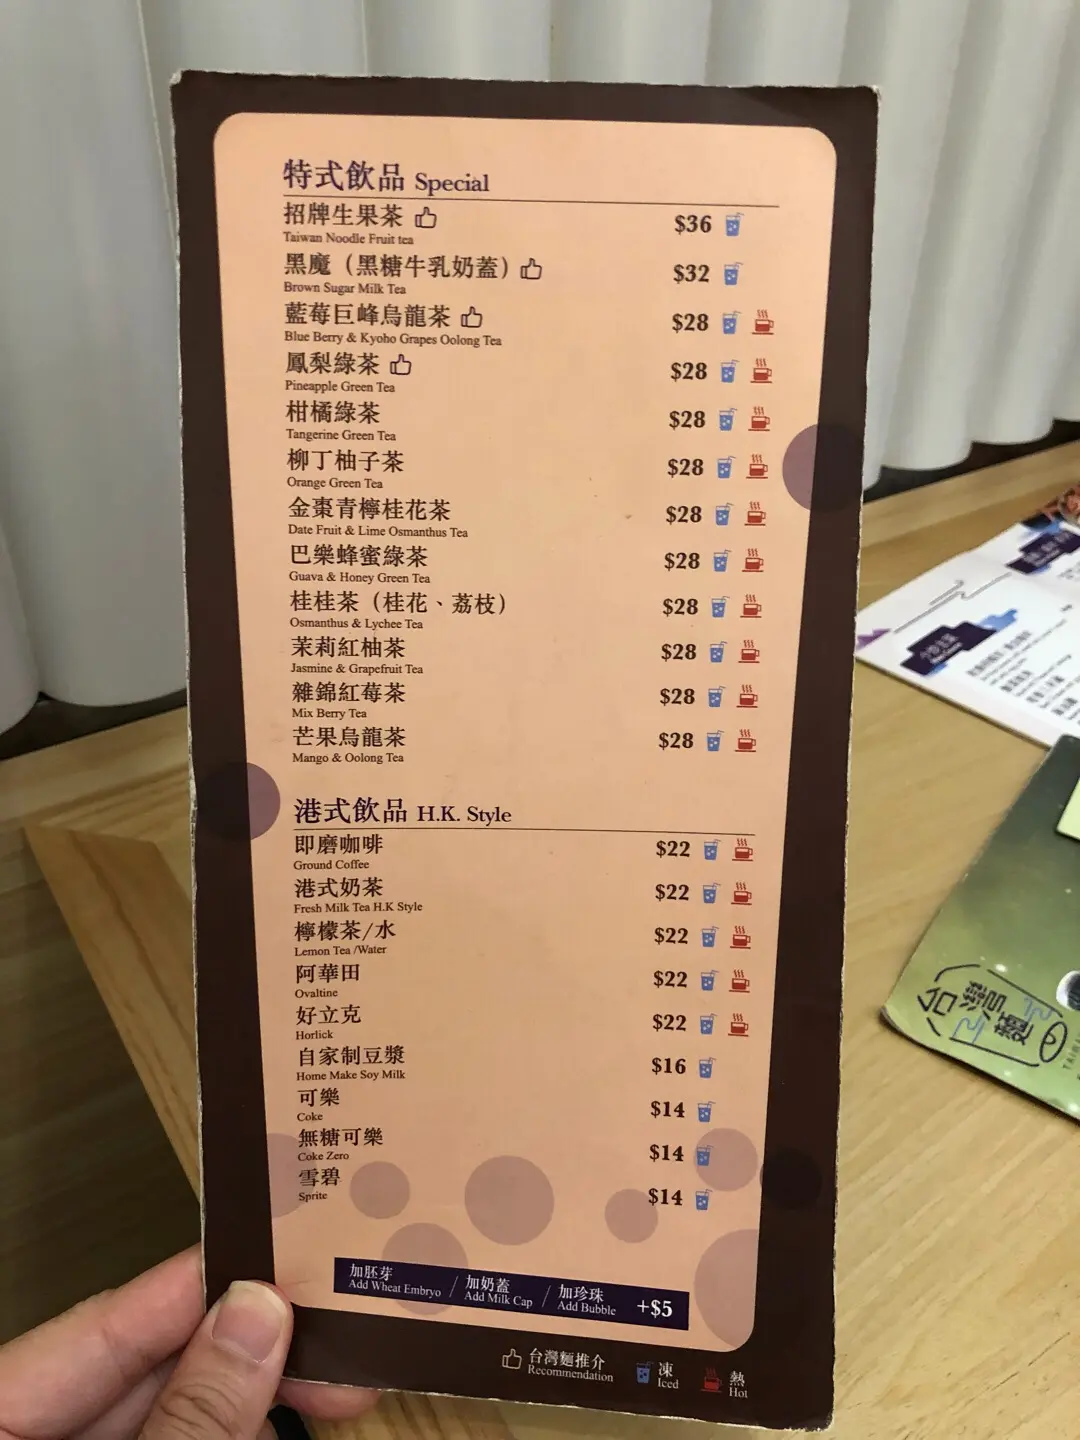 特式飲品 Special
招牌生果茶 $36
Taiwan Noodle Fruit tea
黑魔（黑糖牛乳奶蓋） $32
Brown Sugar Milk Tea
藍莓巨峰烏龍茶 $28
Blue Berry & Kyoho Grapes Oolong Tea
鳳梨綠茶 $28
Pineapple Green Tea
柑橘綠茶 $28
Tangerine Green Tea
柳丁柚子茶 $28
Orange Green Tea
金棗青檸桂花茶 $28
Date Fruit & Lime Osmanthus Tea
巴樂蜂蜜綠茶 $28
Guava & Honey Green Tea
桂桂茶（桂花、荔枝） $28
Osmanthus & Lychee Tea
茉莉紅柚茶 $28
Jasmine & Grapefruit Tea
雜錦紅莓茶 $28
Mix Berry Tea
芒果烏龍茶 $28
Mango & Oolong Tea
港式飲品 H.K. Style
即磨咖啡 $22
Ground Coffee
港式奶茶 $22
Fresh Milk Tea H.K Style
檸檬茶/水 $22
Lemon Tea /Water
阿華田 $22
Ovaltine
好立克 $22
Horlick
自家制豆漿 $16
Home Make Soy Milk
可樂 $14
Coke
無糖可樂 $14
Coke Zero
雪碧 $14
Sprite
加胚芽 / 加奶蓋 / 加珍珠 +$5
Add Wheat Embryo Add Milk Cap Add Bubble
台灣麵推介 凍 熱
Recommendation Iced Hot
台灣麵